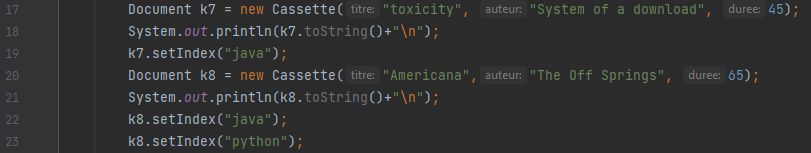 17 Document k7 = new Cassette( titre: "toxicity", auteur: "System of a download", duree: 45);
18 System.out.println(k7.toString()+"\n");
19 k7.setIndex("java");
20 Document k8 = new Cassette( titre: "Americana", auteur: "The Off Springs", duree: 65);
21 System.out.println(k8.toString()+"\n");
22 k8.setIndex("java");
23 k8.setIndex("python");